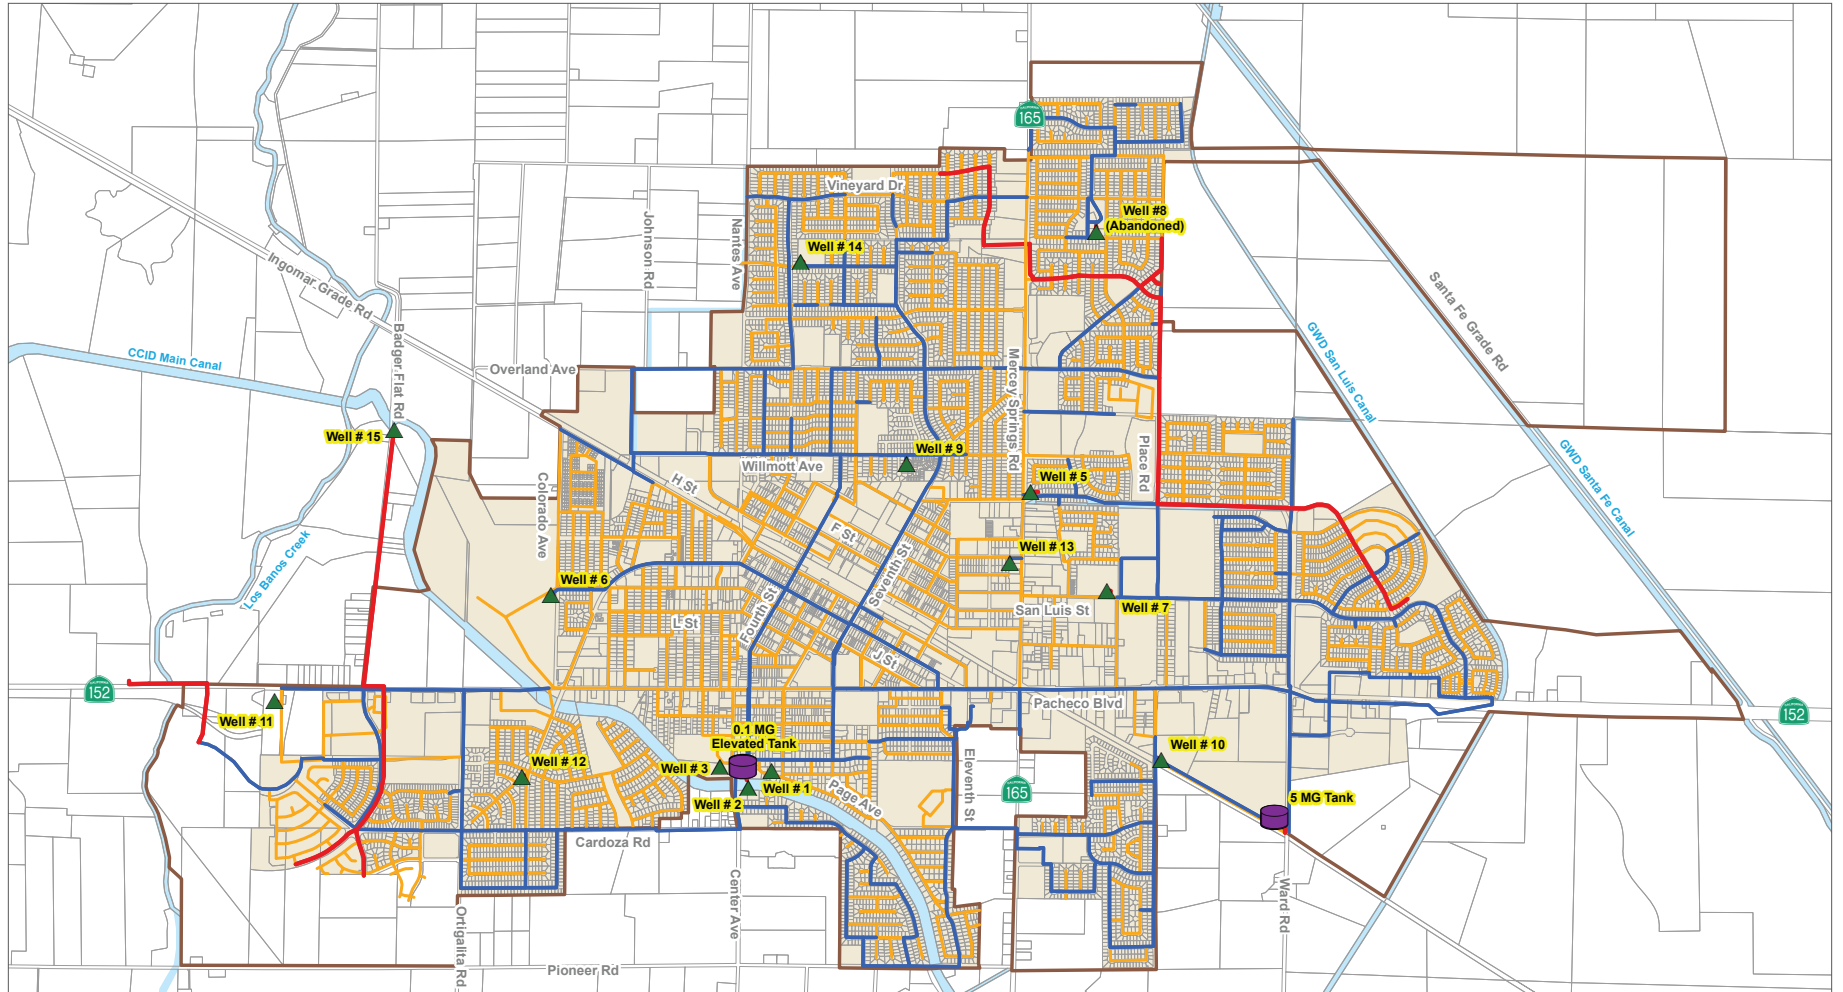 165
Vineyard Dr
Well #8
(Abandoned)
Johnson Rd
Nantes Ave
Well # 14
Ingomar Grade Rd
Santa Fe Grade Rd
GWD San Luis Canal
CCID Main Canal
Badger Flat Rd
Overland Ave
Mercey Springs Rd
Well # 15
Well # 9
Willmott Ave
Place Rd
GWD Santa Fe Canal
H St
Well # 5
Colorado Ave
F St
Well # 13
Los Banos Creek
Well # 6
Seventh St
Fourth St
San Luis St
Well # 7
L St
J St
CALIFORNIA
152
Pacheco Blvd
CALIFORNIA
152
Well # 11
0.1 MG
Elevated Tank
Well # 10
Well # 12
Well # 3
Eleventh St
Well # 1
Well # 2
Page Ave
CALIFORNIA
165
5 MG Tank
Cardoza Rd
Center Ave
Ward Rd
Ortigalita Rd
Pioneer Rd